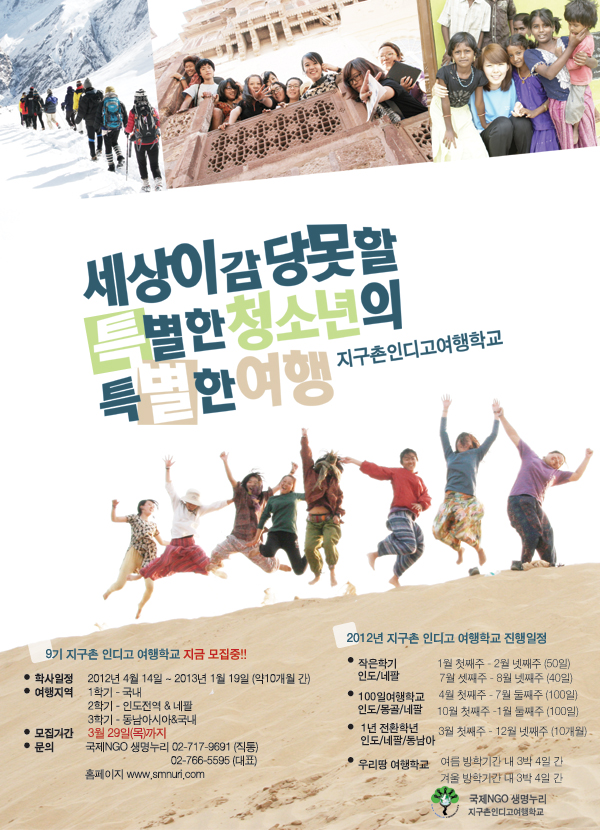 세상이 감당못할
특별한 청소년의
특별한 여행
지구촌인디고여행학교
9기 지구촌 인디고 여행학교 지금 모집중!!
● 학사일정 2012년 4월 14일 ~ 2013년 1월 19일 (약10개월 간)
● 여행지역 1학기 - 국내
2학기 - 인도전역 & 네팔
3학기 - 동남아시아&국내
● 모집기간 3월 29일(목)까지
● 문의 국제NGO 생명누리 02-717-9691 (직통)
02-766-5595 (대표)
홈페이지 www,smnuri,com
2012년 지구촌 인디고 여행학교 진행일정
● 작은학기 1월 첫째주 - 2월 넷째주 (50일)
인도/네팔 7월 셋째주 - 8월 넷째주 (40일)
● 100일여행학교 4월 첫째주 - 7월 둘째주 (100일)
인도/몽골/네팔 10월 첫째주 -1월 둘째주 (100일)
● 1년 전환학년 3월 첫째주 - 12월 넷째주 (10개월)
인도/네팔/동남아
● 우리땅 여행학교 여름 방학기간 내 3박 4일 간
겨울 방학기간 내 3박 4일 간
국제NGO 생명누리
지구촌인디고여행학교